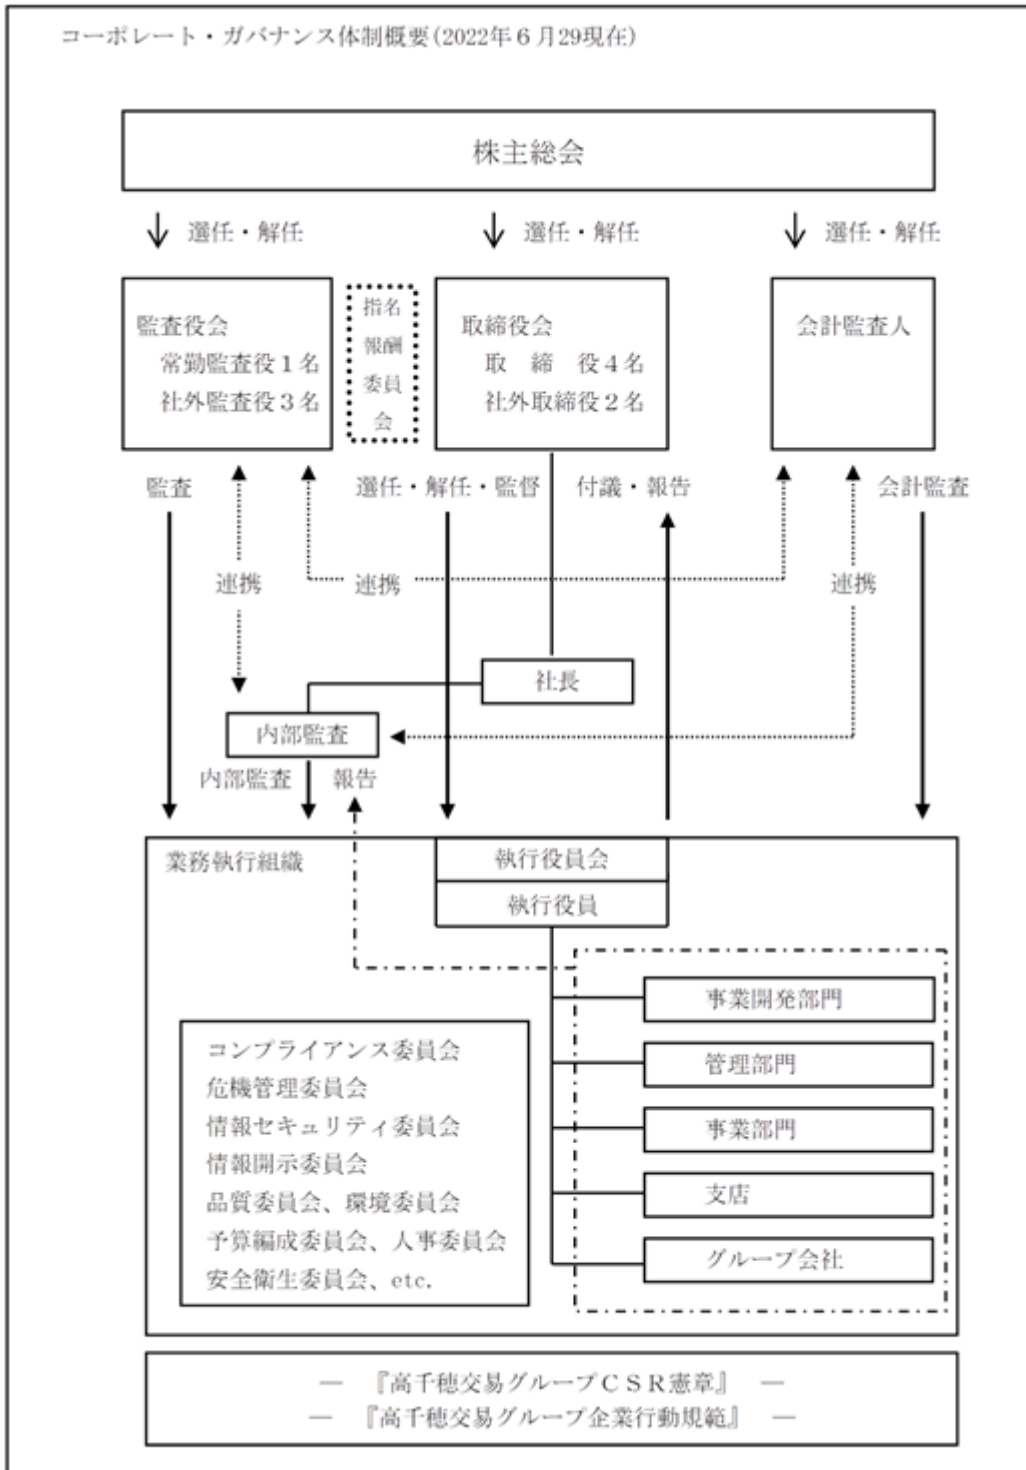 コーポレート・ガバナンス体制概要(2022年6月29現在)
株主総会
選任・解任
選任・解任
選任・解任
監査役会
常勤監査役1名
社外監査役3名
指名
報酬
委員
会
取締役会
取 締 役4名
社外取締役2名
会計監査人
監査
選任・解任・監督
付議・報告
会計監査
連携
連携
連携
社長
内部監査
内部監査
報告
業務執行組織
執行役員会
執行役員
事業開発部門
管理部門
事業部門
支店
グループ会社
コンプライアンス委員会
危機管理委員会
情報セキュリティ委員会
情報開示委員会
品質委員会、環境委員会
予算編成委員会、人事委員会
安全衛生委員会、etc.
― 『高千穂交易グループCSR憲章』 ―
― 『高千穂交易グループ企業行動規範』 ―